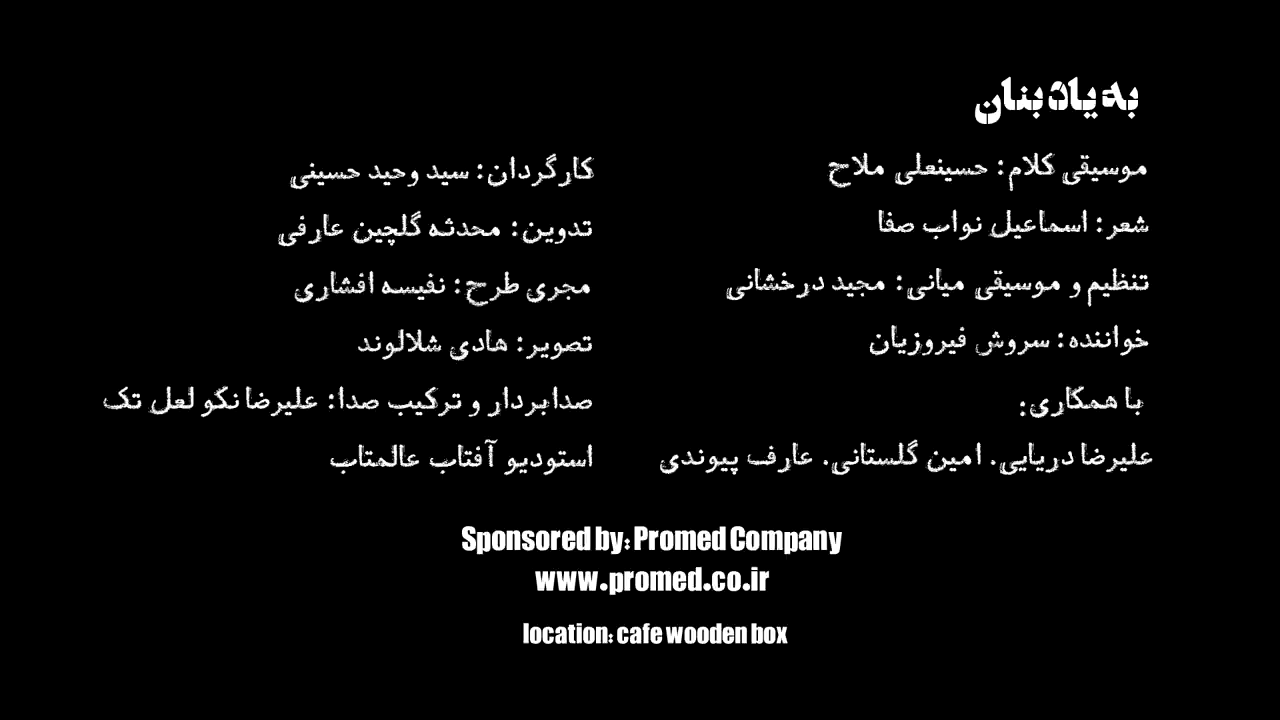 به یاد بنان
موسیقی کلام: حسینعلی ملاح
شعر: اسماعیل نواب صفا
تنظیم و موسیقی میانی: مجید درخشانی
خواننده: سروش فیروزیان
با همکاری:
علیرضا دریایی. امین گلستانی. عارف پیوندی
کارگردان: سید وحید حسینی
تدوین: محدثه گلچین عارفی
مجری طرح: نفیسه افشاری
تصویر: هادی شلالوند
صدابردار و ترکیب صدا: علیرضا نگو لعل تک
استودیو آفتاب عالمتاب
Sponsored by: Promed Company
www.promed.co.ir
location: cafe wooden box